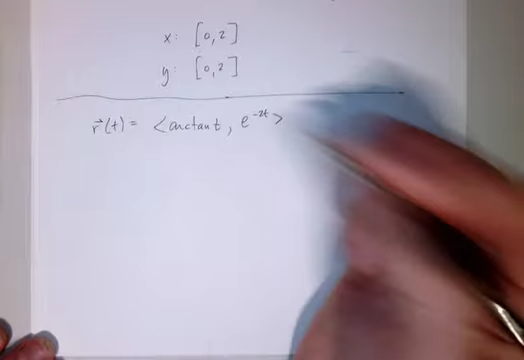 x: [0,2]
y: [0,2]
r⃗(t) = <arctan t, e^{-2t}>